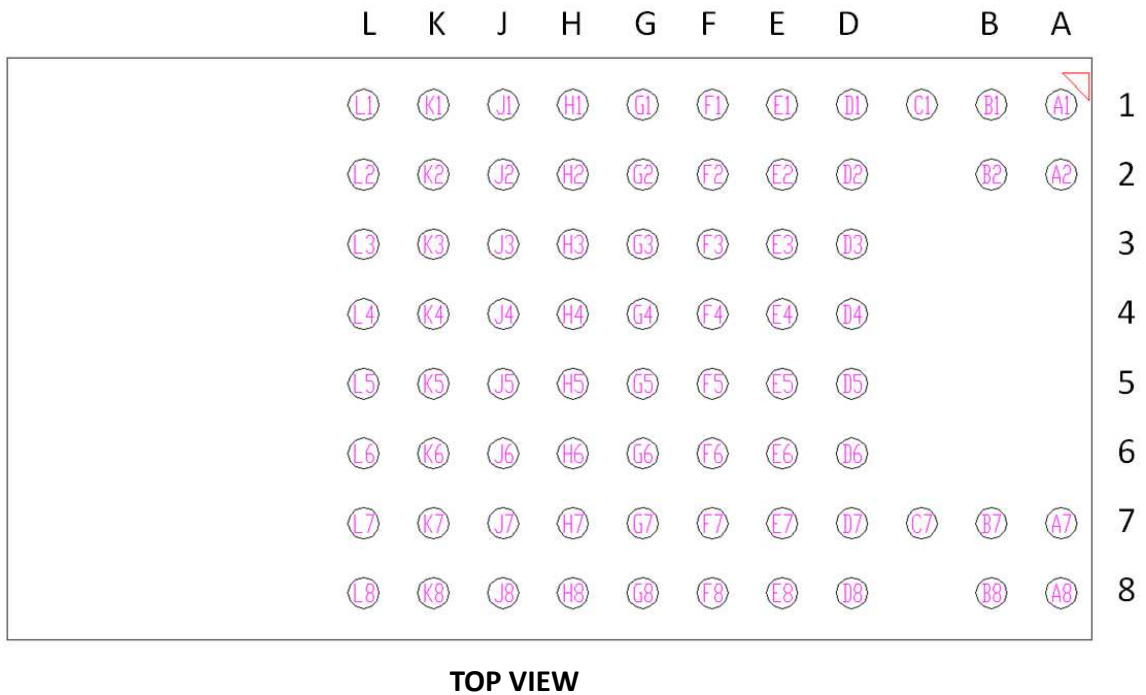 L K J H G F E D B A
L1 K1 J1 H1 G1 F1 E1 D1 C1 B1 A1 1
L2 K2 J2 H2 G2 F2 E2 D2 B2 A2 2
L3 K3 J3 H3 G3 F3 E3 D3 3
L4 K4 J4 H4 G4 F4 E4 D4 4
L5 K5 J5 H5 G5 F5 E5 D5 5
L6 K6 J6 H6 G6 F6 E6 D6 6
L7 K7 J7 H7 G7 F7 E7 D7 C7 B7 A7 7
L8 K8 J8 H8 G8 F8 E8 D8 B8 A8 8
TOP VIEW